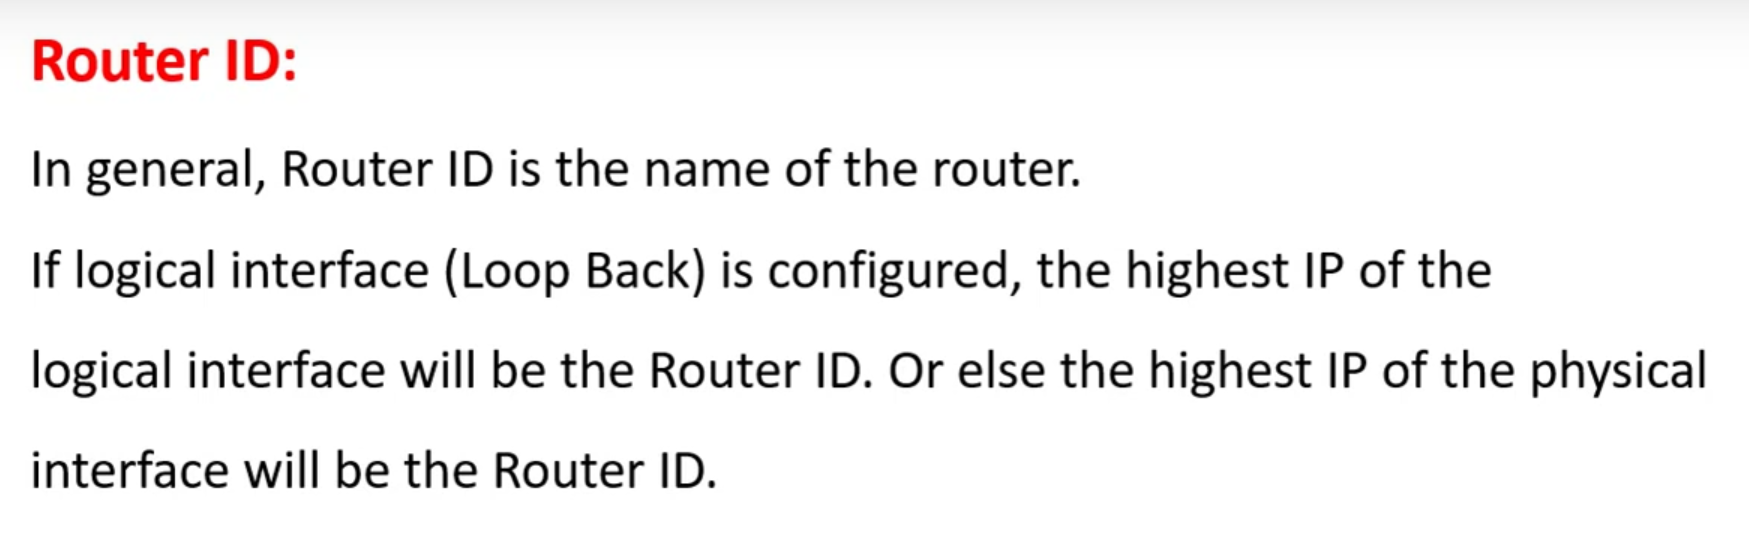 Router ID:
In general, Router ID is the name of the router.
If logical interface (Loop Back) is configured, the highest IP of the
logical interface will be the Router ID. Or else the highest IP of the physical
interface will be the Router ID.